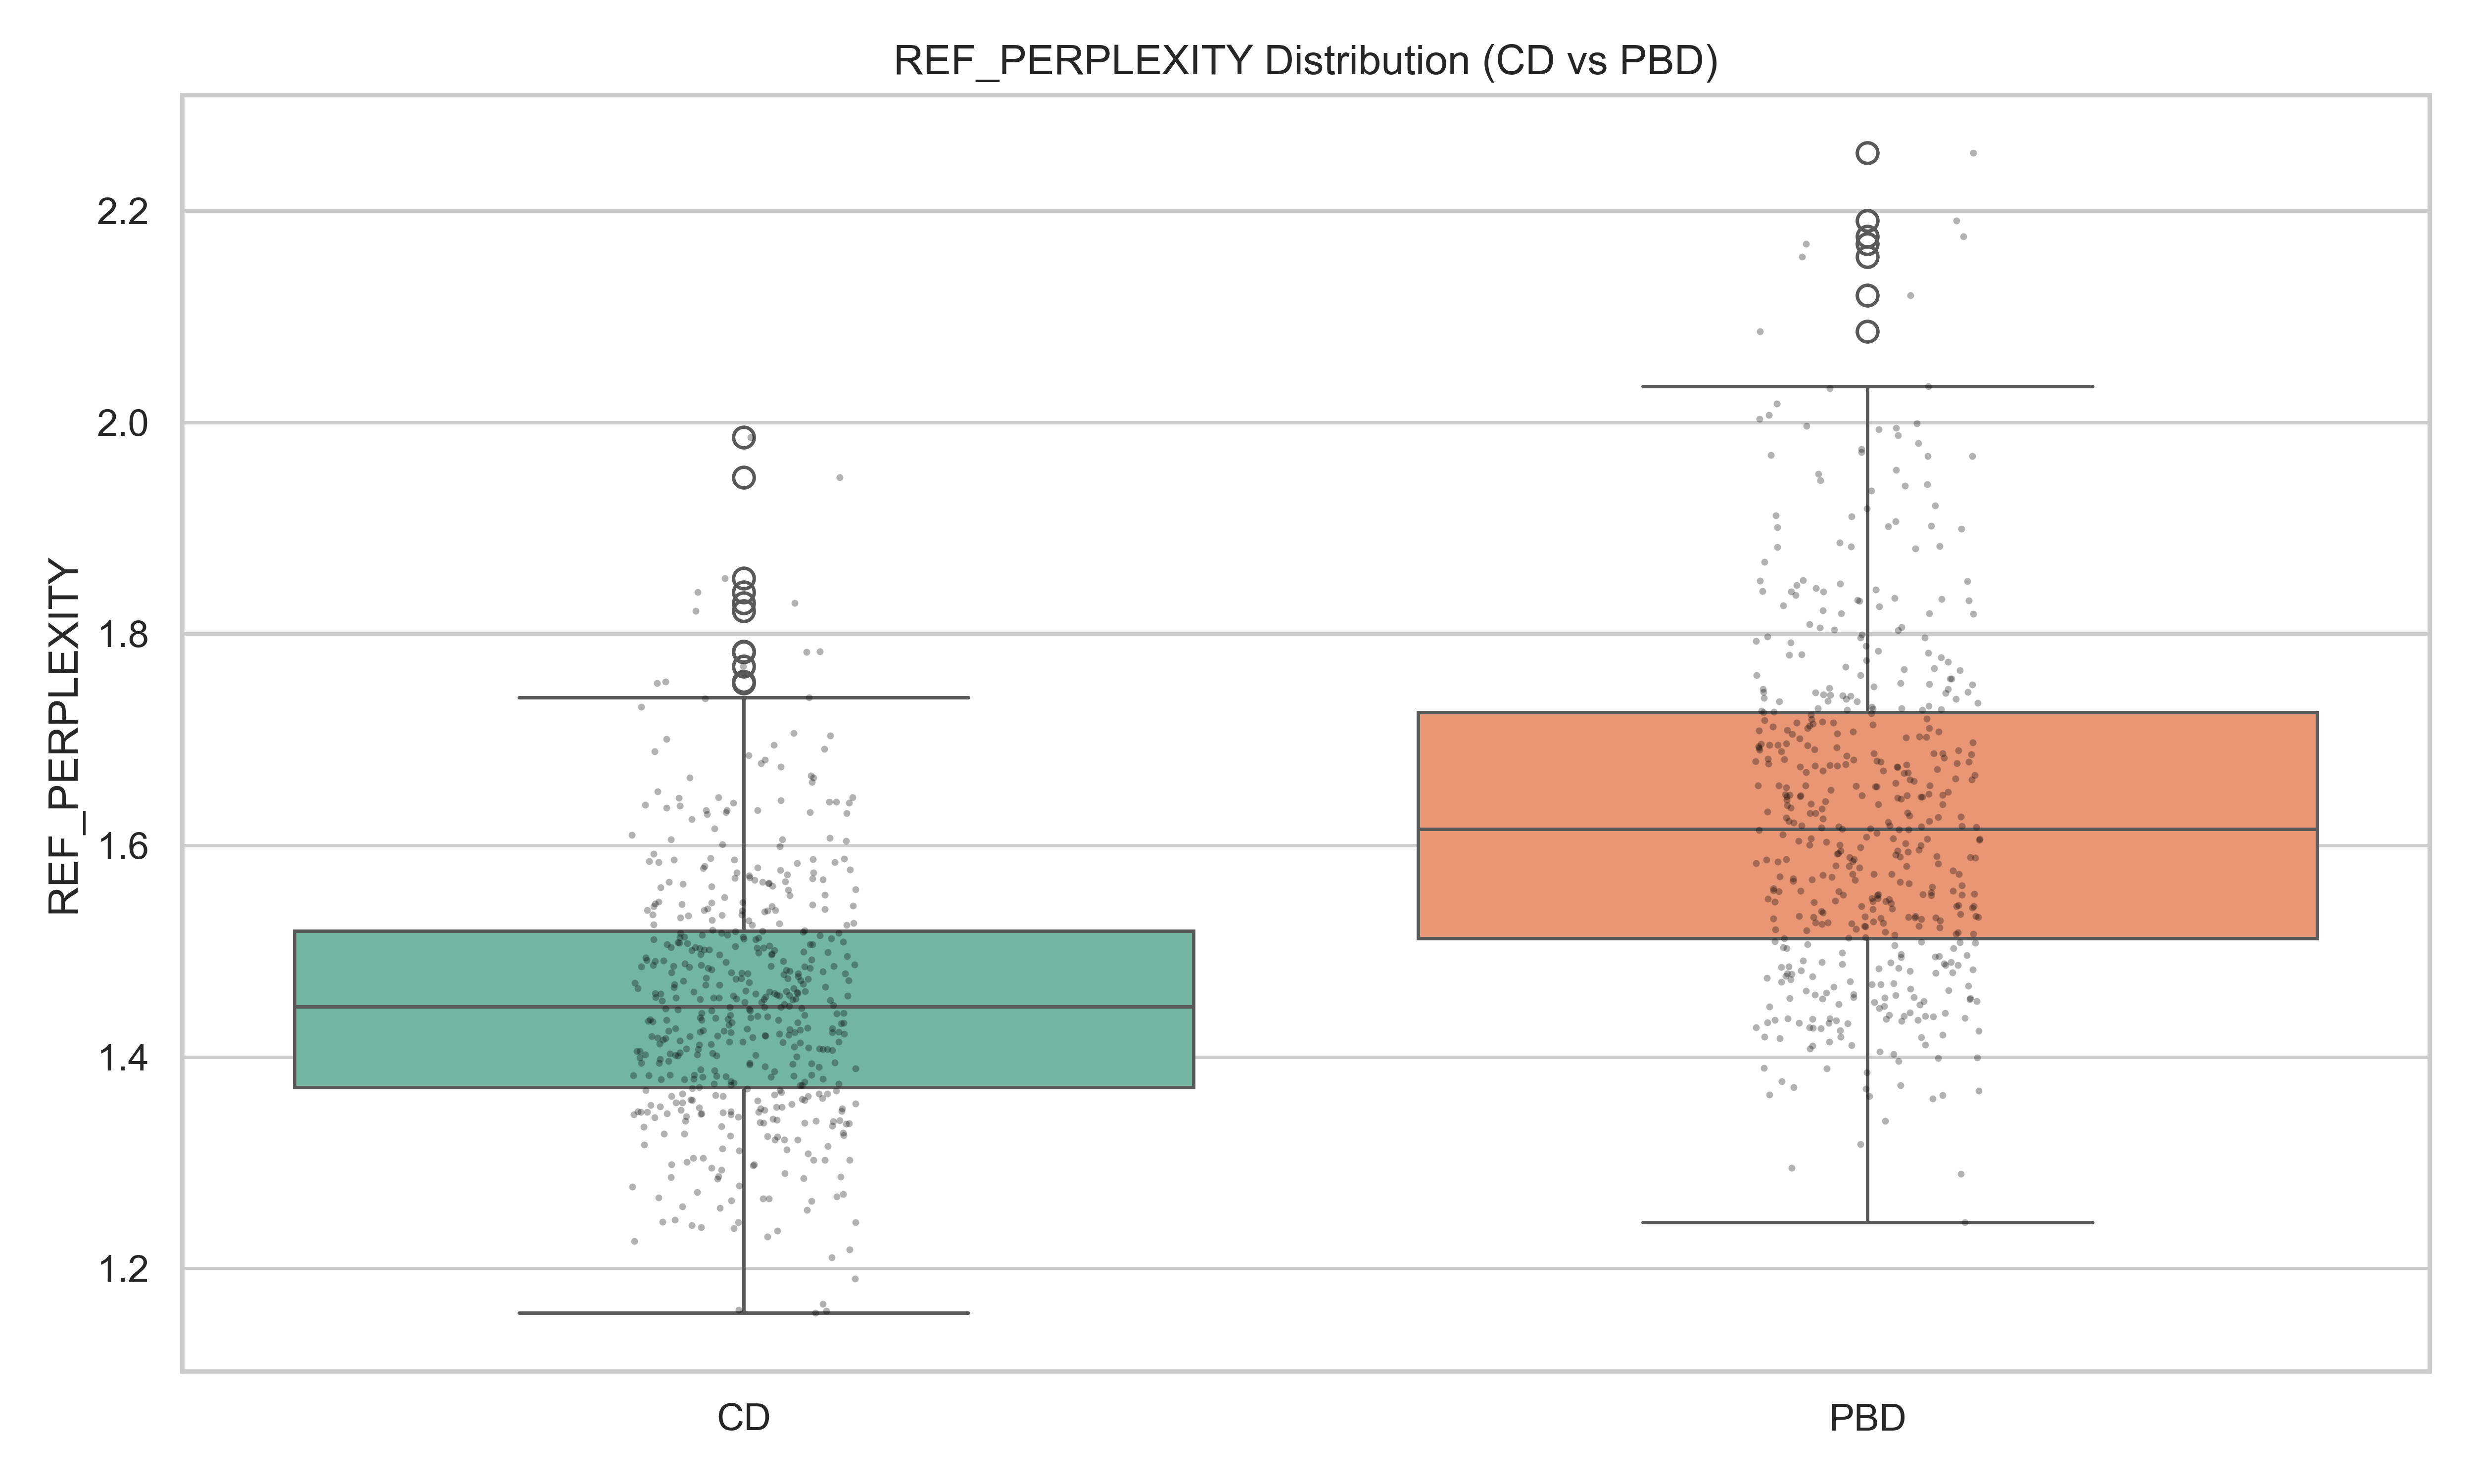 REF_PERPLEXITY Distribution (CD vs PBD)
REF_PERPLEXITY
2.2
2.0
1.8
1.6
1.4
1.2
CD
PBD